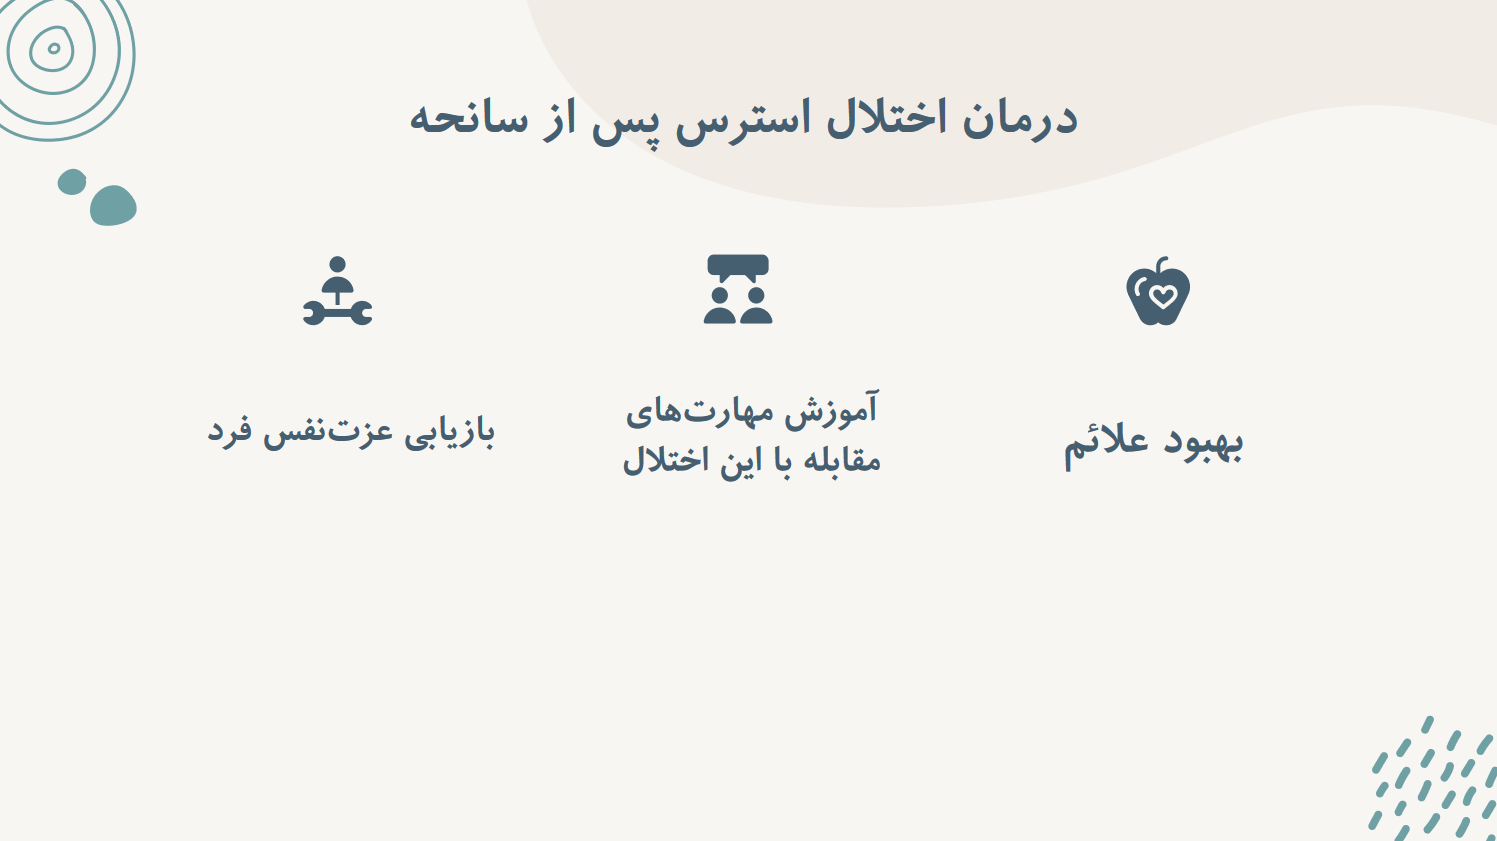 درمان اختلال استرس پس از سانحه
بهبود علائم
آموزش مهارت‌های
مقابله با این اختلال
بازیابی عزت‌نفس فرد